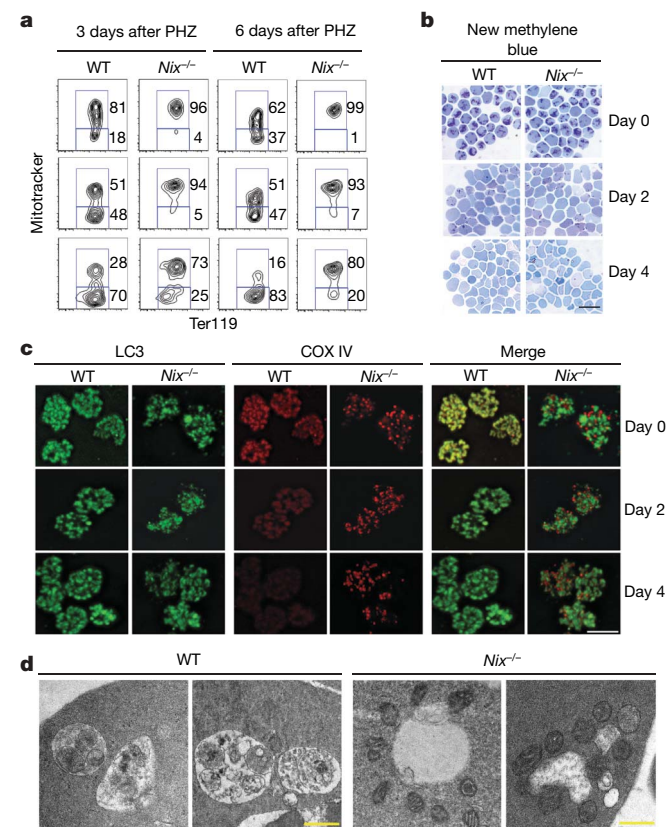 a
3 days after PHZ 6 days after PHZ
WT Nix–/– WT Nix–/–
81 96 62 99
18 4 37 1
51 94 51 93
48 5 47 7
28 73 16 80
70 25 83 20
Mitotracker
Ter119
b
New methylene
blue
WT Nix–/–
Day 0
Day 2
Day 4
c
LC3 COX IV Merge
WT Nix–/– WT Nix–/– WT Nix–/–
Day 0
Day 2
Day 4
d
WT Nix–/–